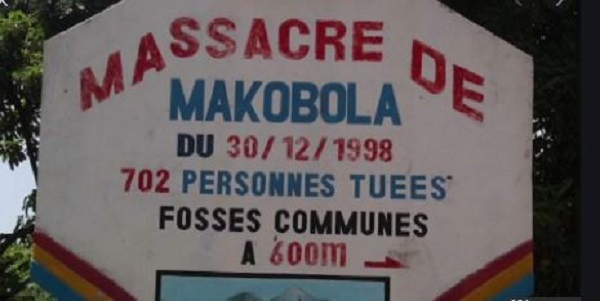 MASSACRE DE
MAKOBOLA
DU 30/12/1998
702 PERSONNES TUEES
FOSSES COMMUNES
A 600m